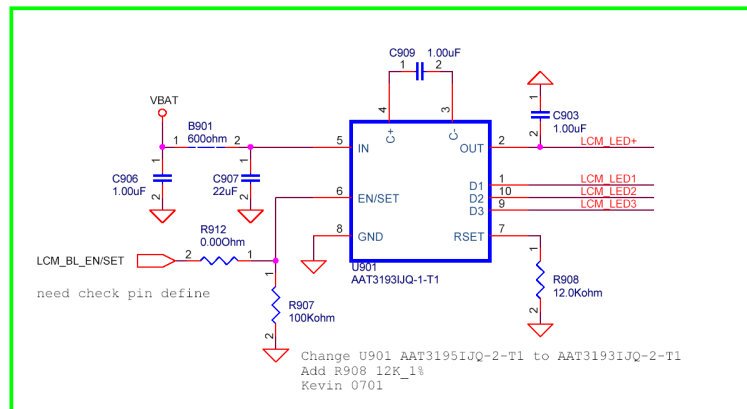 C909
1.00uF
1
2
4
3
C+
C-
VBAT
B901
600ohm
1
2
5
IN
OUT
2
1
C903
1.00uF
2
LCM_LED+
1
C906
1.00uF
2
1
C907
22uF
2
6
EN/SET
D1
1
LCM_LED1
D2
10
LCM_LED2
D3
9
LCM_LED3
8
GND
RSET
7
R912
0.00Ohm
LCM_BL_EN/SET
2
1
need check pin define
U901
AAT3193IJQ-1-T1
1
R907
100Kohm
2
1
R908
12.0Kohm
2
Change U901 AAT3195IJQ-2-T1 to AAT3193IJQ-2-T1
Add R908 12K_1%
Kevin 0701